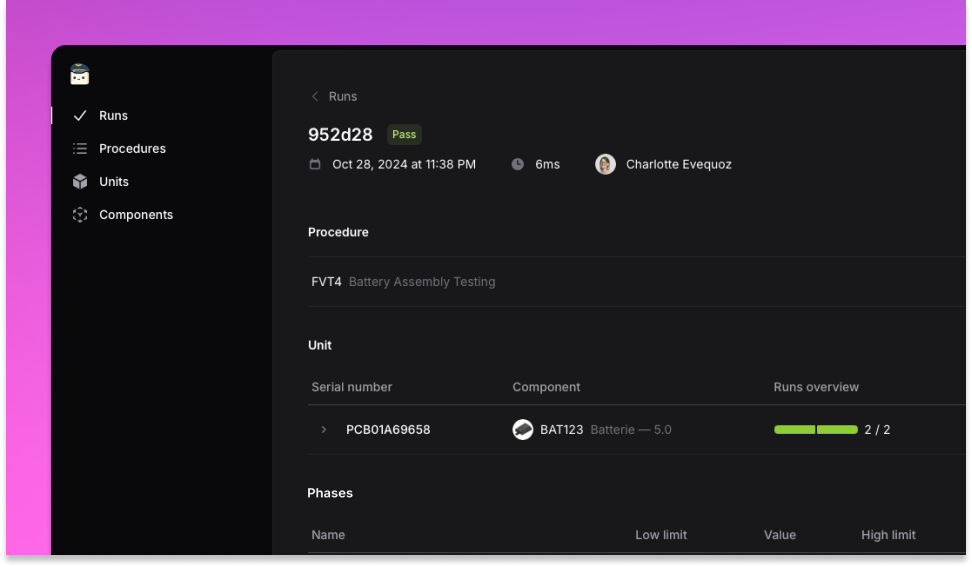 Runs
Procedures
Units
Components
Runs
952d28 Pass
Oct 28, 2024 at 11:38 PM 6ms Charlotte Evequoz
Procedure
FVT4 Battery Assembly Testing
Unit
Serial number Component Runs overview
PCB01A69658 BAT123 Batterie — 5.0 2 / 2
Phases
Name Low limit Value High limit